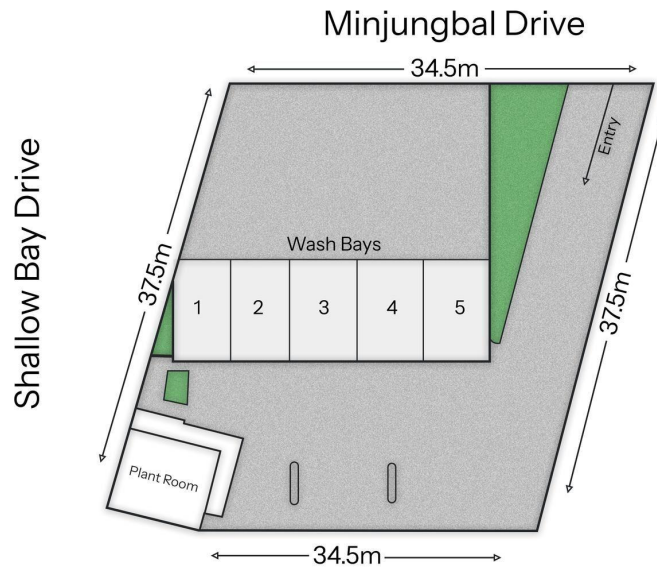 Minjungbal Drive
34.5m
Entry
Shallow Bay Drive
37.5m
Wash Bays
1 2 3 4 5
37.5m
Plant Room
34.5m